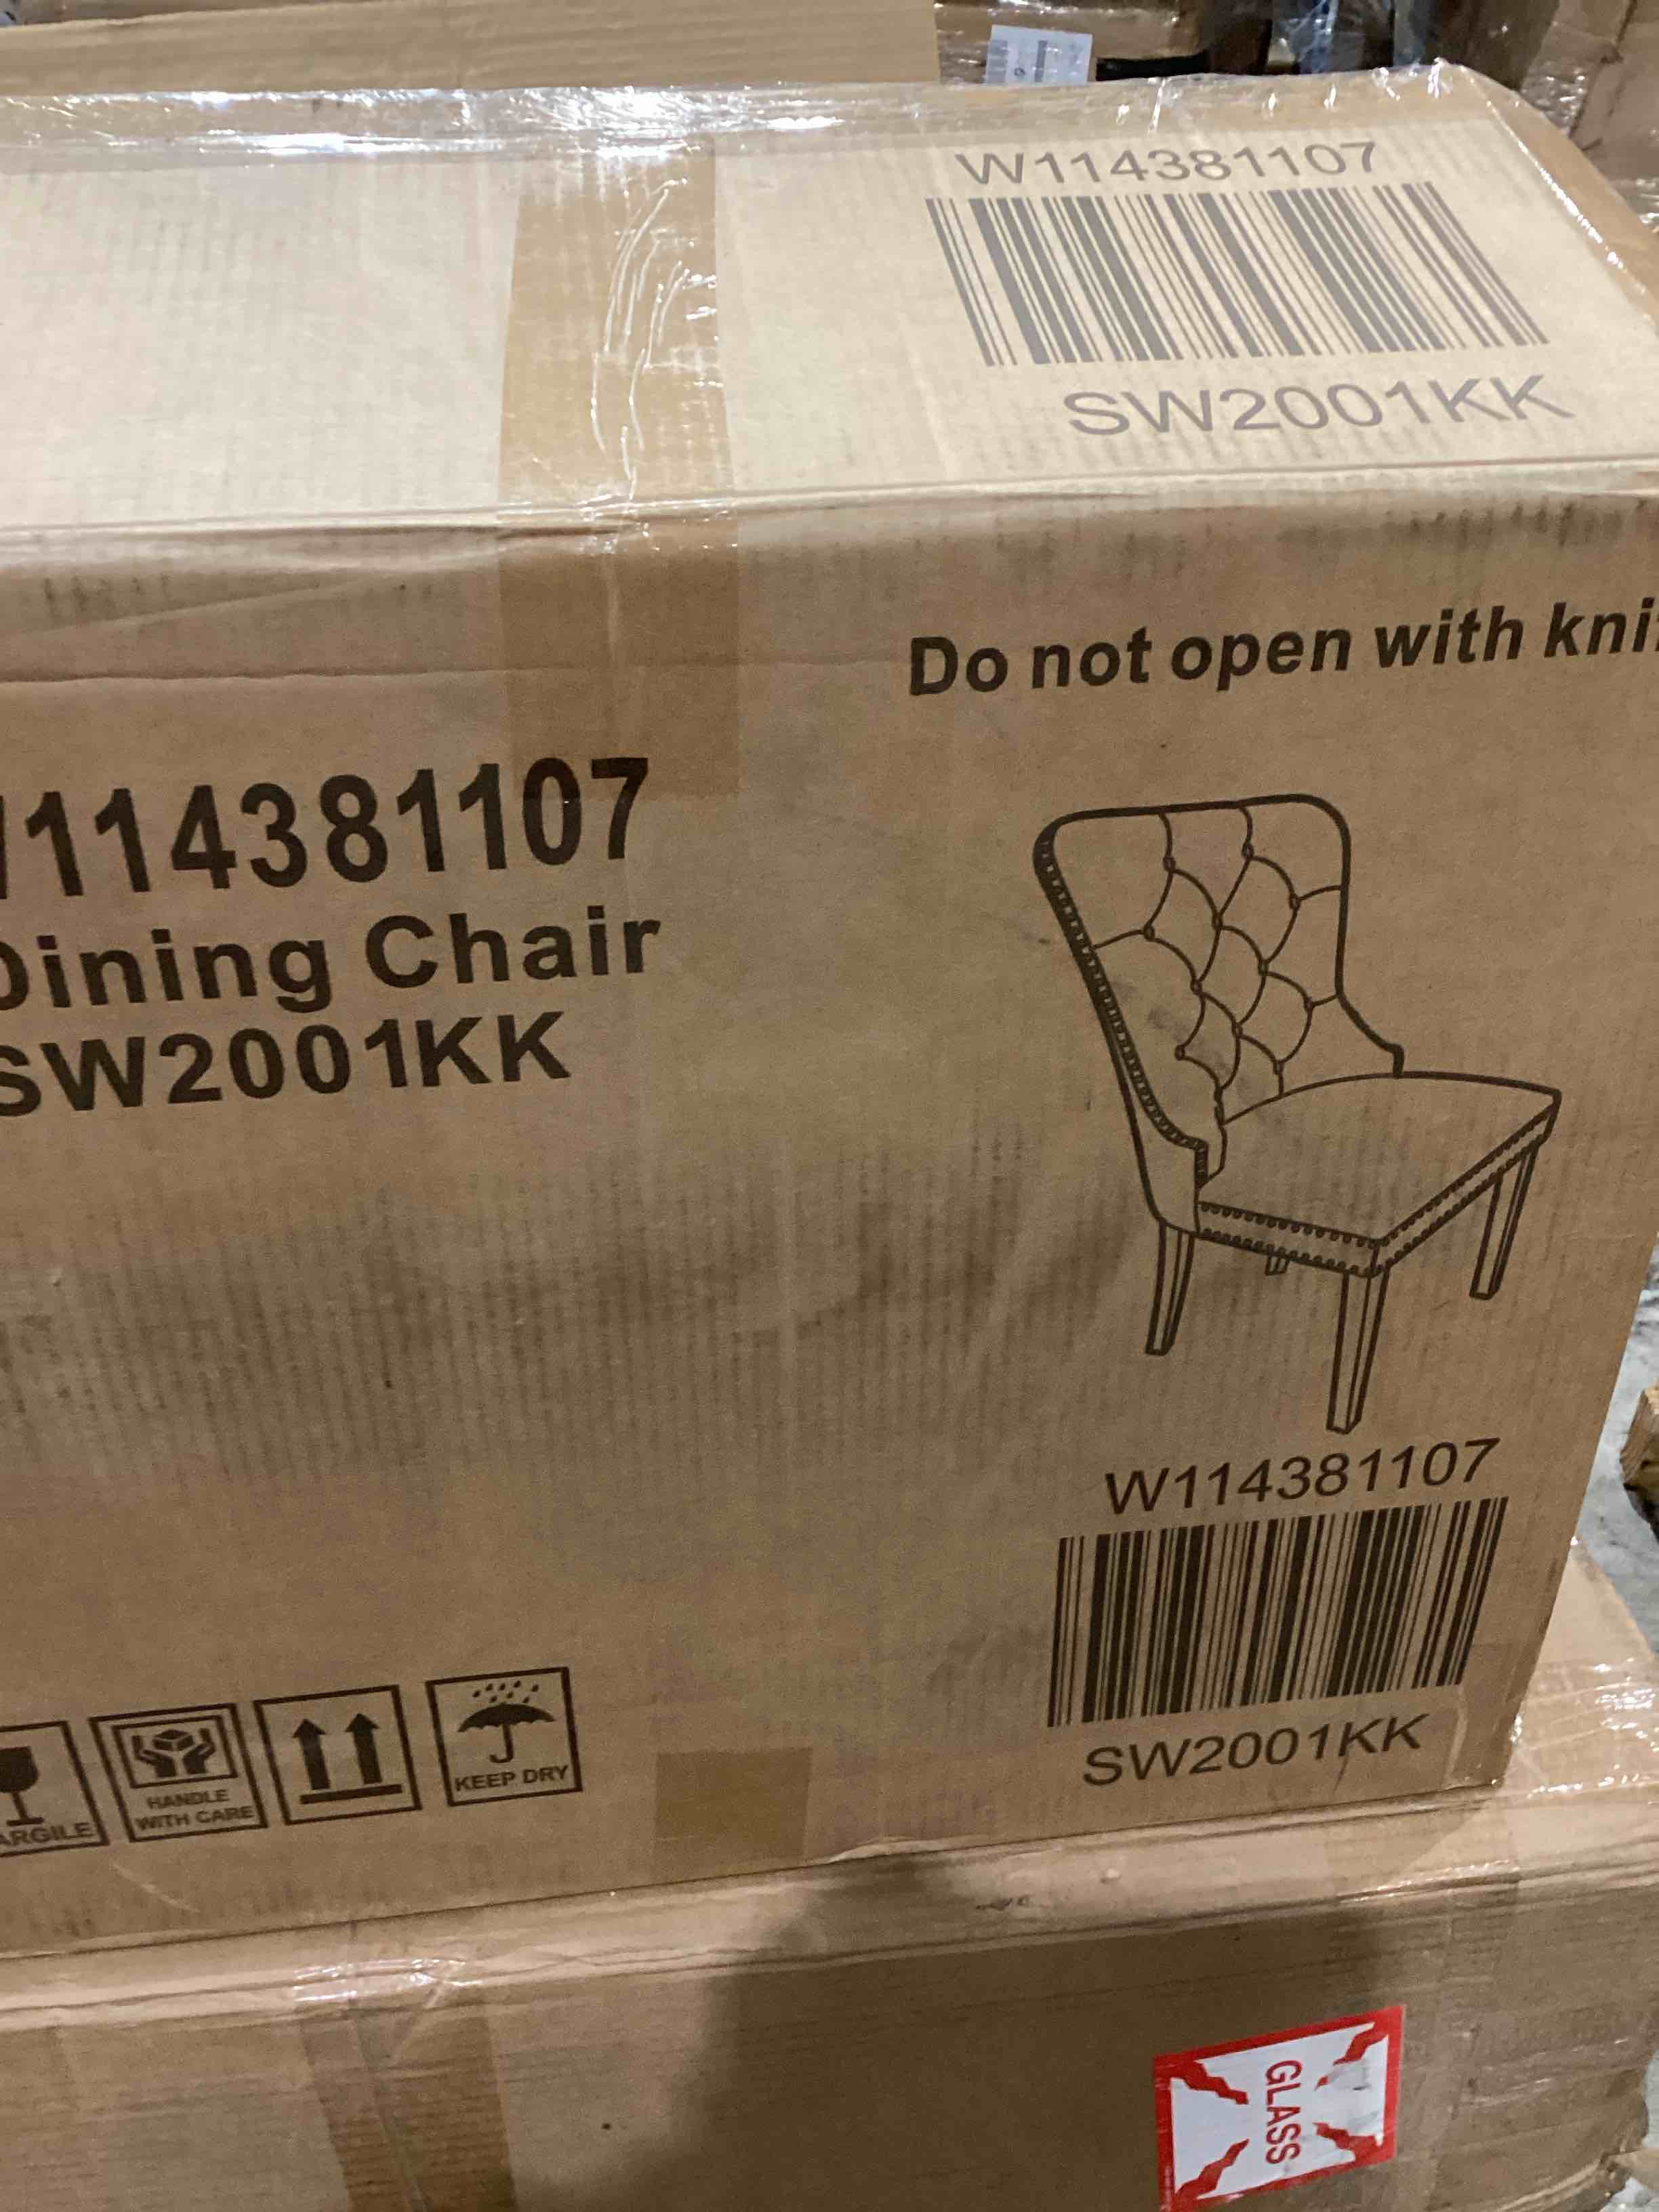 W114381107
SW2001KK
Do not open with kni
W114381107
Dining Chair
SW2001KK
W114381107
SW2001KK
ARGILE
HANDLE
WITH CARE
KEEP DRY
GLASS